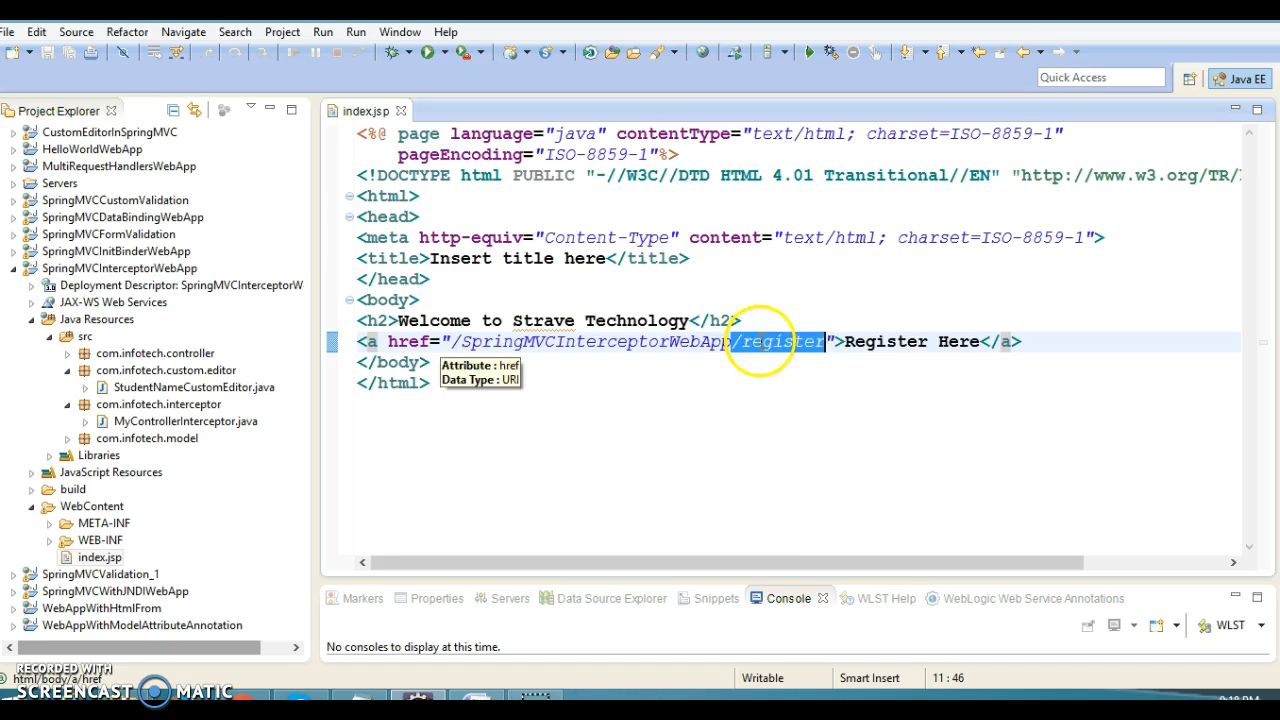 File Edit Source Refactor Navigate Search Project Run Run Window Help
Quick Access
Java EE
Project Explorer
CustomEditorInSpringMVC
HelloWorldWebApp
MultiRequestHandlersWebApp
Servers
SpringMVCCustomValidation
SpringMVCDataBindingWebApp
SpringMVCFormValidation
SpringMVCInitBinderWebApp
SpringMVCInterceptorWebApp
Deployment Descriptor: SpringMVCInterceptorW
JAX-WS Web Services
Java Resources
src
com.infotech.controller
com.infotech.custom.editor
StudentNameCustomEditor.java
com.infotech.interceptor
MyControllerInterceptor.java
com.infotech.model
Libraries
JavaScript Resources
build
WebContent
META-INF
WEB-INF
index.jsp
SpringMVCValidation_1
SpringMVCWithJNDIWebApp
WebAppWithHtmlFrom
WebAppWithModelAttributeAnnotation
index.jsp
<%@ page language="java" contentType="text/html; charset=ISO-8859-1"
pageEncoding="ISO-8859-1"%>
<!DOCTYPE html PUBLIC "-//W3C//DTD HTML 4.01 Transitional//EN" "http://www.w3.org/TR/
<html>
<head>
<meta http-equiv="Content-Type" content="text/html; charset=ISO-8859-1">
<title>Insert title here</title>
</head>
<body>
<h2>Welcome to Strave Technology</h2>
<a href="/SpringMVCInterceptorWebApp/register">Register Here</a>
</body>
</html>
Attribute : href
Data Type : URI
Markers Properties Servers Data Source Explorer Snippets Console WLST Help WebLogic Web Service Annotations
WLST
No consoles to display at this time.
html/body/a/href
Writable
Smart Insert
11 : 46
RECORDED WITH
SCREENCAST MATIC
9:18 PM